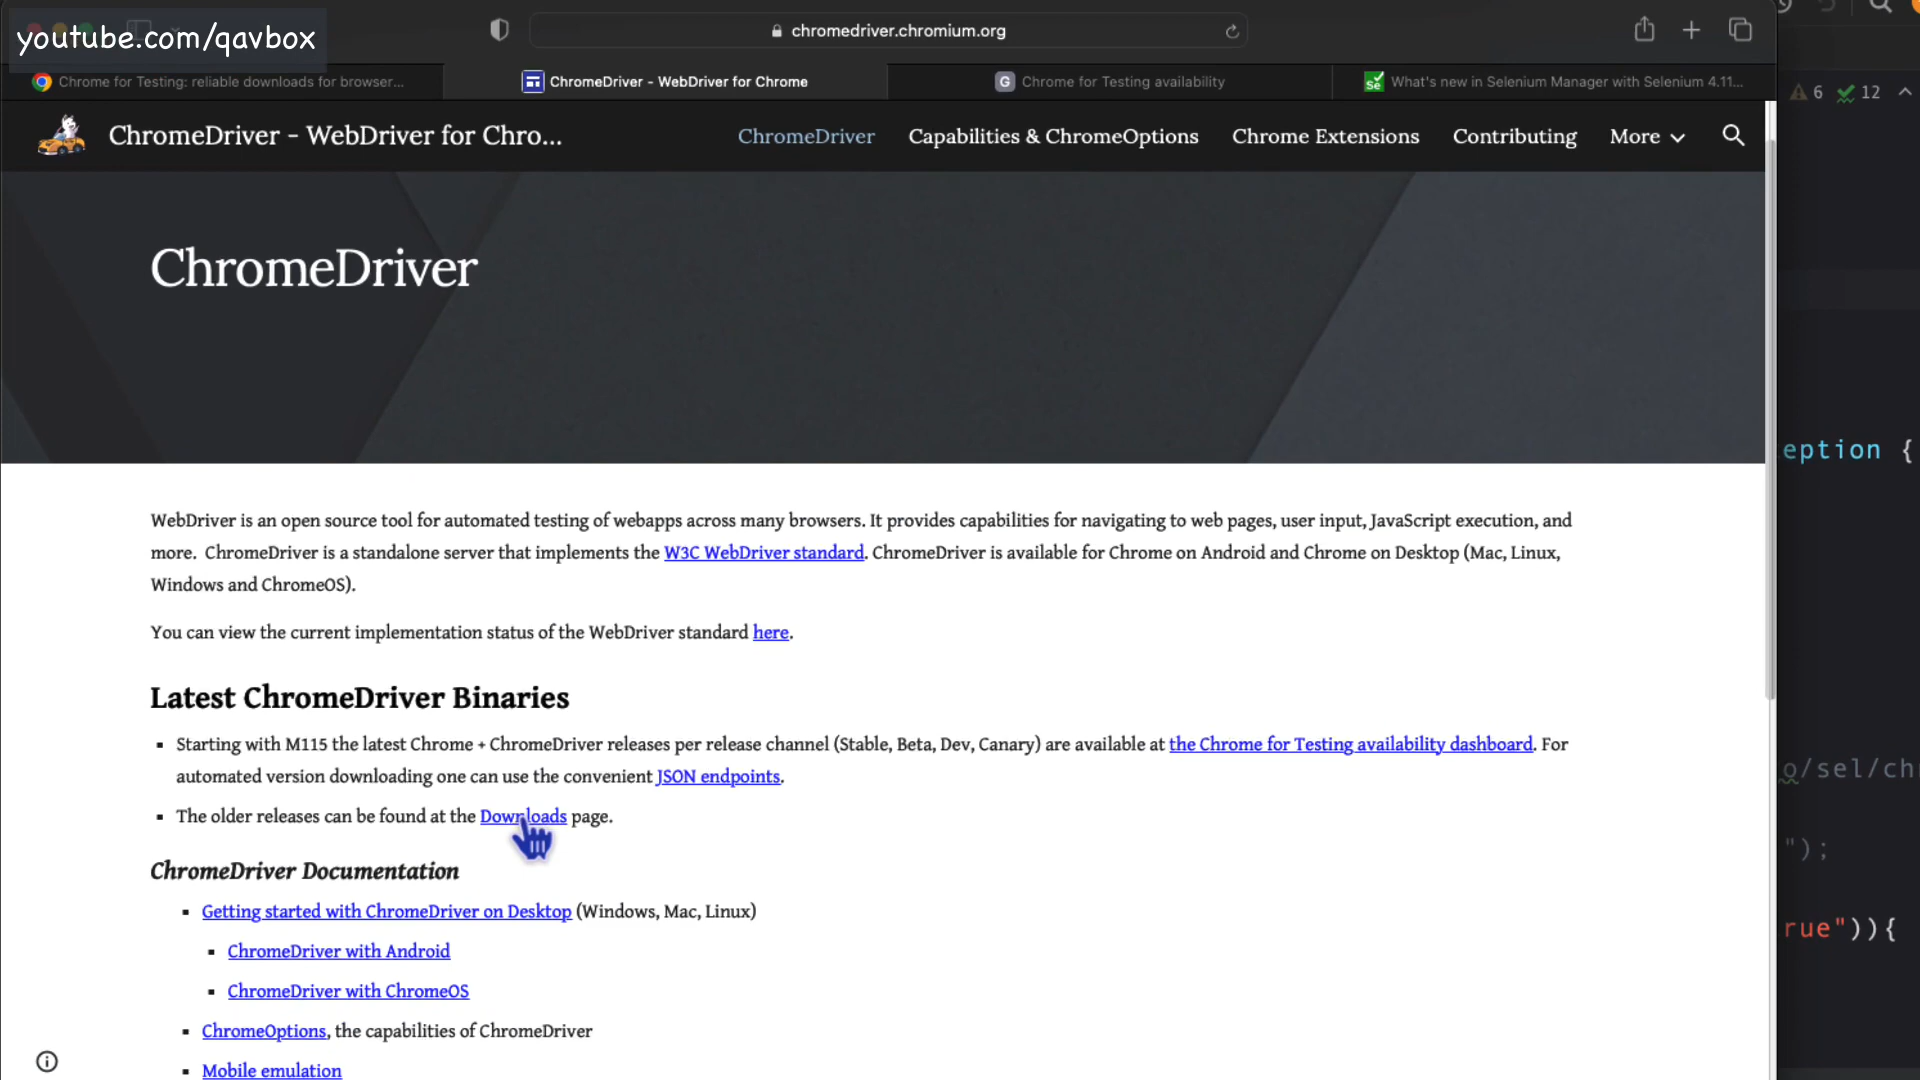 youtube.com/qavbox
chromedriver.chromium.org
Chrome for Testing: reliable downloads for browser...
ChromeDriver - WebDriver for Chrome
Chrome for Testing availability
What's new in Selenium Manager with Selenium 4.11...
6
12
ChromeDriver - WebDriver for Chro...
ChromeDriver
Capabilities & ChromeOptions
Chrome Extensions
Contributing
More
ChromeDriver
eption {
WebDriver is an open source tool for automated testing of webapps across many browsers. It provides capabilities for navigating to web pages, user input, JavaScript execution, and
more. ChromeDriver is a standalone server that implements the W3C WebDriver standard. ChromeDriver is available for Chrome on Android and Chrome on Desktop (Mac, Linux,
Windows and ChromeOS).
You can view the current implementation status of the WebDriver standard here.
Latest ChromeDriver Binaries
Starting with M115 the latest Chrome + ChromeDriver releases per release channel (Stable, Beta, Dev, Canary) are available at the Chrome for Testing availability dashboard. For
automated version downloading one can use the convenient JSON endpoints.
o/sel/chr
The older releases can be found at the Downloads page.
");
ChromeDriver Documentation
Getting started with ChromeDriver on Desktop (Windows, Mac, Linux)
rue")){
ChromeDriver with Android
ChromeDriver with ChromeOS
ChromeOptions, the capabilities of ChromeDriver
Mobile emulation